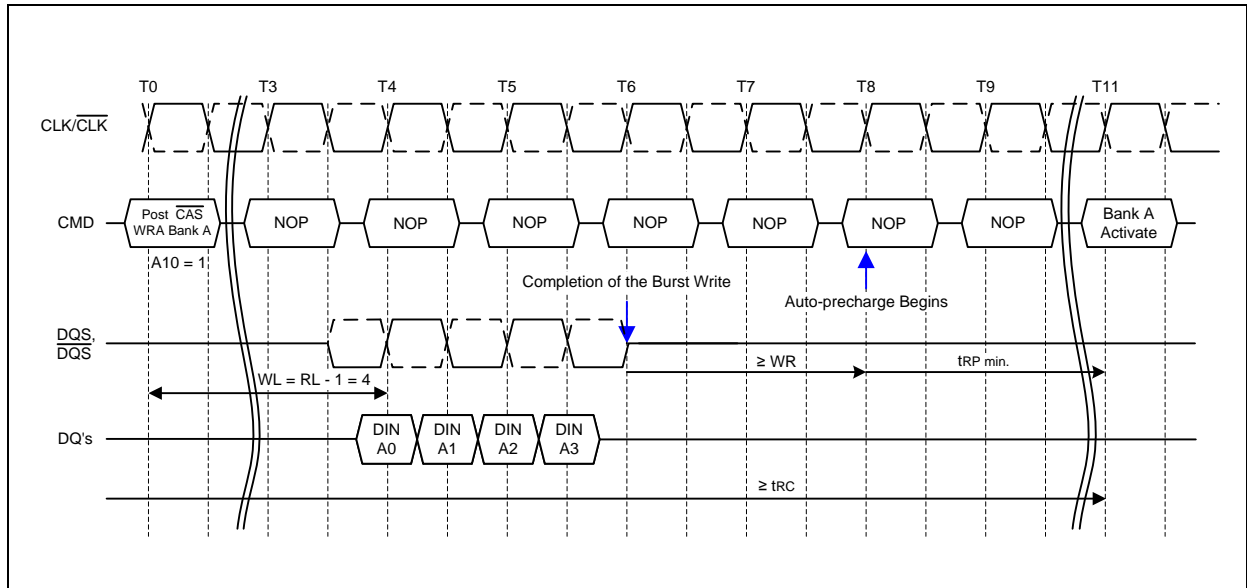 T0 T3 T4 T5 T6 T7 T8 T9 T11
CLK/CLK
CMD
Post CAS
WRA Bank A
NOP NOP NOP NOP NOP NOP NOP
Bank A
Activate
A10 = 1
Completion of the Burst Write
Auto-precharge Begins
DQS,
DQS
≥ WR
tRP min.
WL = RL - 1 = 4
DQ's
DIN
A0
DIN
A1
DIN
A2
DIN
A3
≥ tRC